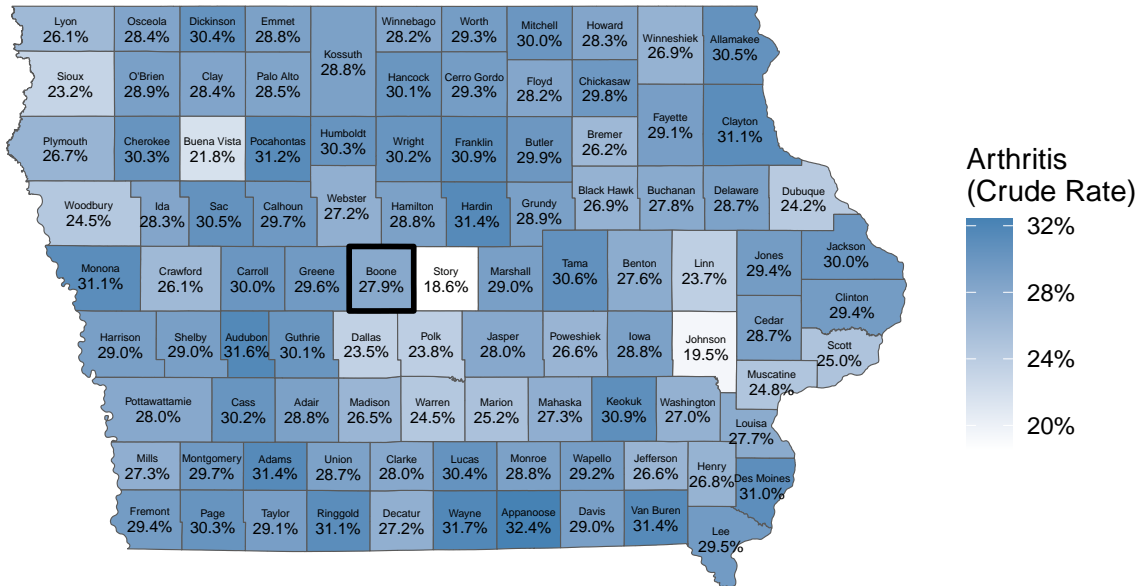 Lyon
26.1%
Osceola
28.4%
Dickinson
30.4%
Emmet
28.8%
Winnebago
28.2%
Worth
29.3%
Mitchell
30.0%
Howard
28.3%
Winneshiek
26.9%
Allamakee
30.5%
Kossuth
28.8%
Sioux
23.2%
O'Brien
28.9%
Clay
28.4%
Palo Alto
28.5%
Hancock
30.1%
Cerro Gordo
29.3%
Floyd
28.2%
Chickasaw
29.8%
Fayette
29.1%
Clayton
31.1%
Plymouth
26.7%
Cherokee
30.3%
Buena Vista
21.8%
Pocahontas
31.2%
Humboldt
30.3%
Wright
30.2%
Franklin
30.9%
Butler
29.9%
Bremer
26.2%
Woodbury
24.5%
Ida
28.3%
Sac
30.5%
Calhoun
29.7%
Webster
27.2%
Hamilton
28.8%
Hardin
31.4%
Grundy
28.9%
Black Hawk
26.9%
Buchanan
27.8%
Delaware
28.7%
Dubuque
24.2%
Monona
31.1%
Crawford
26.1%
Carroll
30.0%
Greene
29.6%
Boone
27.9%
Story
18.6%
Marshall
29.0%
Tama
30.6%
Benton
27.6%
Linn
23.7%
Jones
29.4%
Jackson
30.0%
Clinton
29.4%
Cedar
28.7%
Scott
25.0%
Harrison
29.0%
Shelby
29.0%
Audubon
31.6%
Guthrie
30.1%
Dallas
23.5%
Polk
23.8%
Jasper
28.0%
Poweshiek
26.6%
Iowa
28.8%
Johnson
19.5%
Muscatine
24.8%
Pottawattamie
28.0%
Cass
30.2%
Adair
28.8%
Madison
26.5%
Warren
24.5%
Marion
25.2%
Mahaska
27.3%
Keokuk
30.9%
Washington
27.0%
Louisa
27.7%
Mills
27.3%
Montgomery
29.7%
Adams
31.4%
Union
28.7%
Clarke
28.0%
Lucas
30.4%
Monroe
28.8%
Wapello
29.2%
Jefferson
26.6%
Henry
26.8%
Des Moines
31.0%
Fremont
29.4%
Page
30.3%
Taylor
29.1%
Ringgold
31.1%
Decatur
27.2%
Wayne
31.7%
Appanoose
32.4%
Davis
29.0%
Van Buren
31.4%
Lee
29.5%
Arthritis
(Crude Rate)
32%
28%
24%
20%